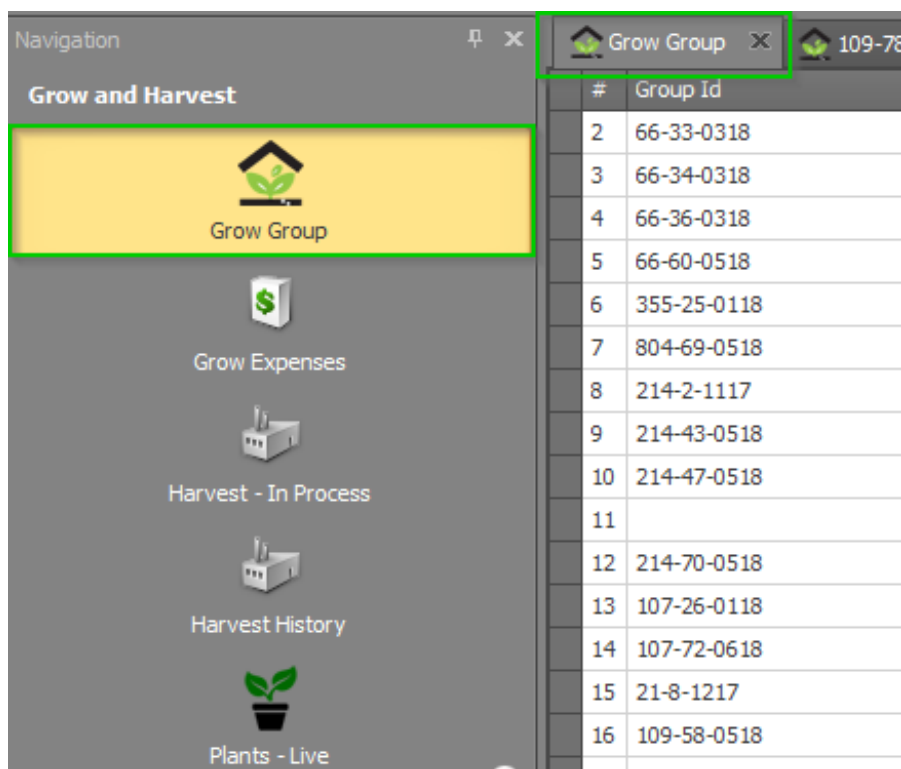 Navigation
Grow and Harvest
Grow Group
Grow Expenses
Harvest - In Process
Harvest History
Plants - Live
Grow Group 109-78
# Group Id
2 66-33-0318
3 66-34-0318
4 66-36-0318
5 66-60-0518
6 355-25-0118
7 804-69-0518
8 214-2-1117
9 214-43-0518
10 214-47-0518
11
12 214-70-0518
13 107-26-0118
14 107-72-0618
15 21-8-1217
16 109-58-0518